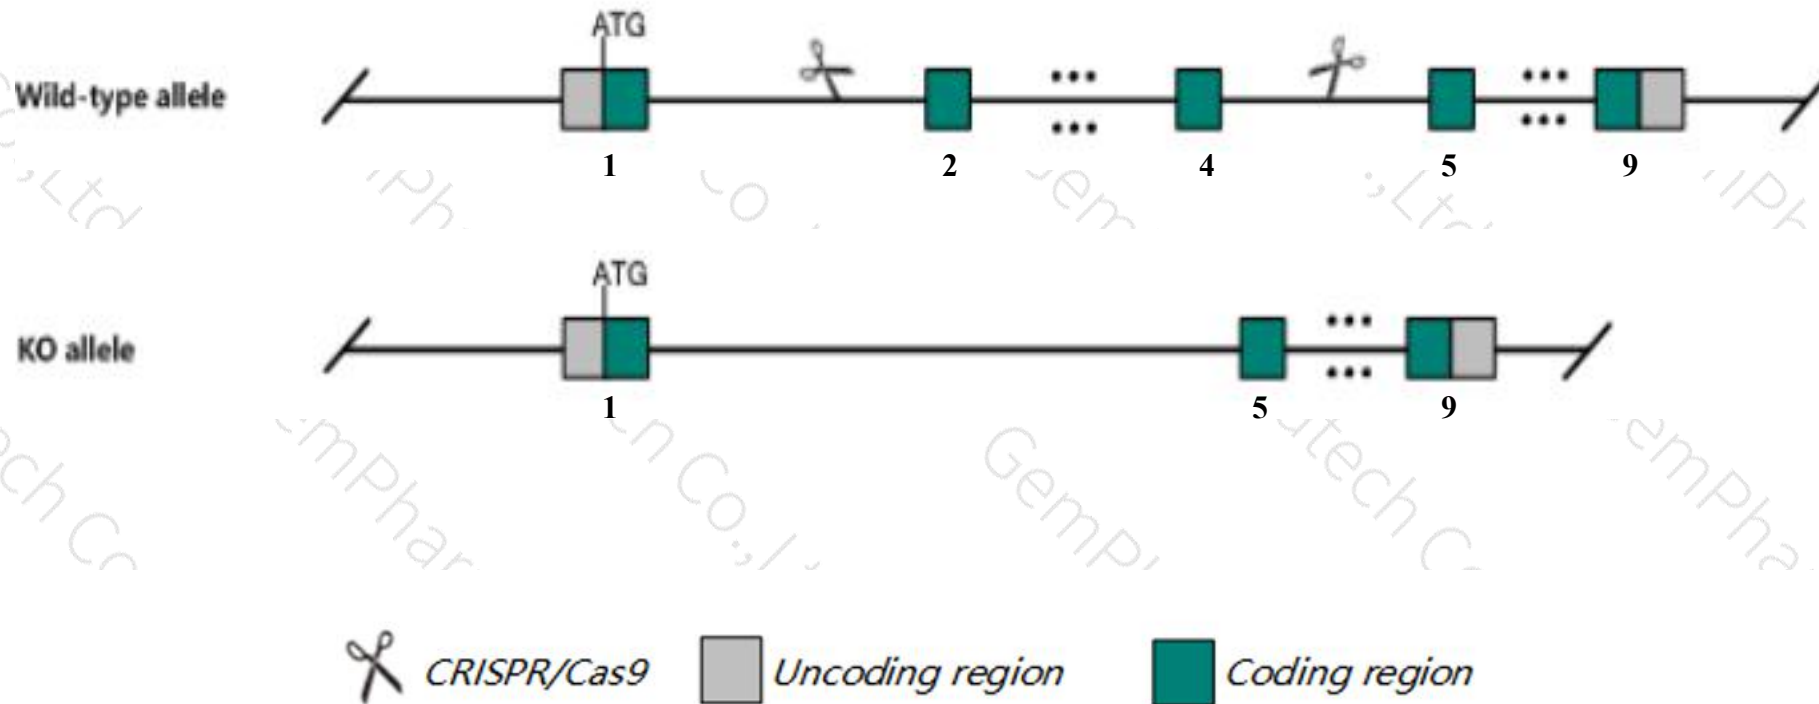 ATG
Wild-type allele
1 2 4 5 9
ATG
KO allele
1 5 9
CRISPR/Cas9 Uncoding region Coding region
GemPh